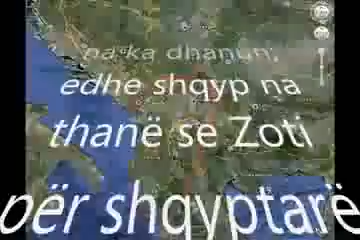 na ka dhanun,
edhe shqyp na
thanë se Zoti
për shqyptarë